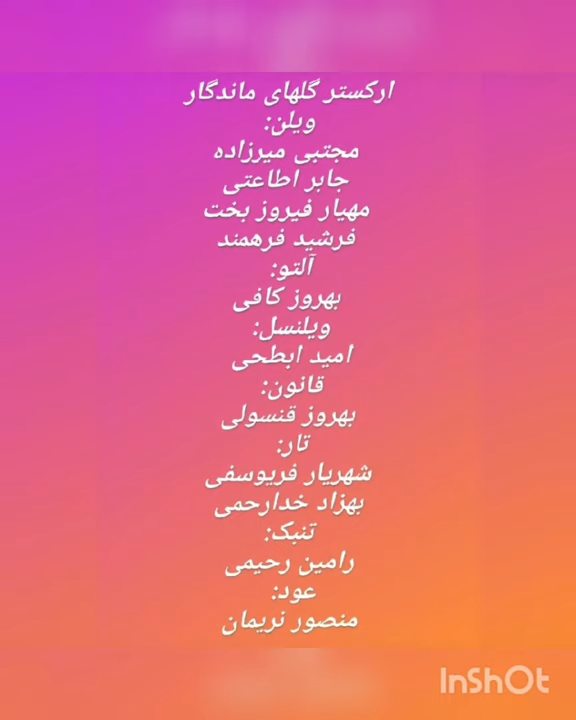 ارکستر گلهای ماندگار
ویلن:
مجتبی میرزاده
جابر اطاعتی
مهیار فیروز بخت
فرشید فرهمند
آلتو:
بهروز کافی
ویلنسل:
امید ابطحی
قانون:
بهروز قنسولی
تار:
شهریار فریوسفی
بهزاد خدارحمی
تنبک:
رامین رحیمی
عود:
منصور نریمان
InShOt